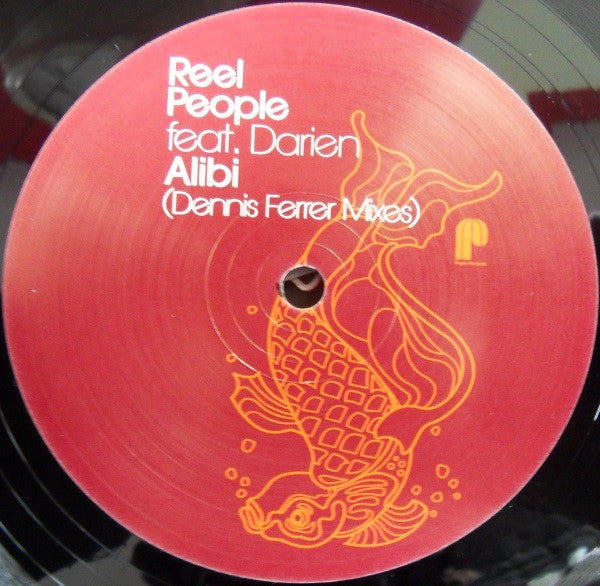 Reel
People
feat. Darien
Alibi
(Dennis Ferrer Mixes)